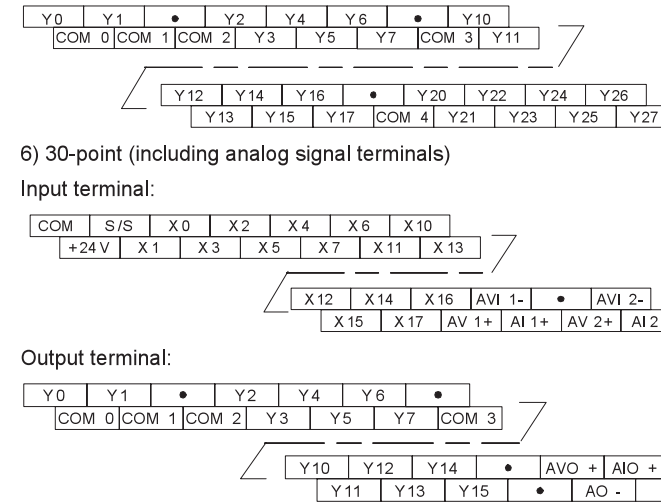 Y0 Y1 • Y2 Y4 Y6 • Y10
COM 0 COM 1 COM 2 Y3 Y5 Y7 COM 3 Y11
Y12 Y14 Y16 • Y20 Y22 Y24 Y26
Y13 Y15 Y17 COM 4 Y21 Y23 Y25 Y27
6) 30-point (including analog signal terminals)
Input terminal:
COM S/S X0 X2 X4 X6 X10
+24V X1 X3 X5 X7 X11 X13
X12 X14 X16 AVI 1- • AVI 2-
X15 X17 AV 1+ AI 1+ AV 2+ AI 2
Output terminal:
Y0 Y1 • Y2 Y4 Y6 •
COM 0 COM 1 COM 2 Y3 Y5 Y7 COM 3
Y10 Y12 Y14 • AVO + AIO +
Y11 Y13 Y15 • AO -